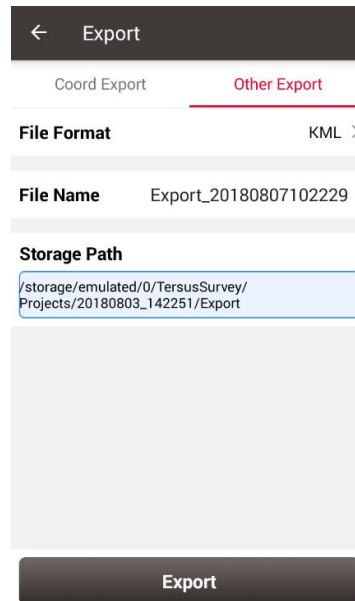 Export
Coord Export
Other Export
File Format KML
File Name Export_20180807102229
Storage Path
/storage/emulated/0/TersusSurvey/
Projects/20180803_142251/Export
Export